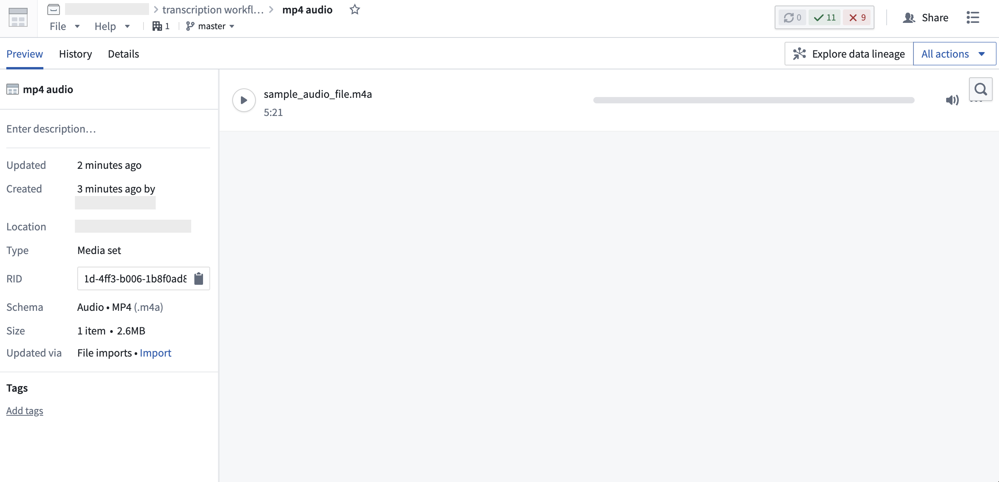 transcription workfl… mp4 audio
File Help 1 master
0 11 9 Share
Preview History Details
Explore data lineage All actions
mp4 audio
Enter description…
Updated 2 minutes ago
Created 3 minutes ago by
Location
Type Media set
RID 1d-4ff3-b006-1b8f0ad8
Schema Audio • MP4 (.m4a)
Size 1 item • 2.6MB
Updated via File imports • Import
Tags
Add tags
sample_audio_file.m4a
5:21